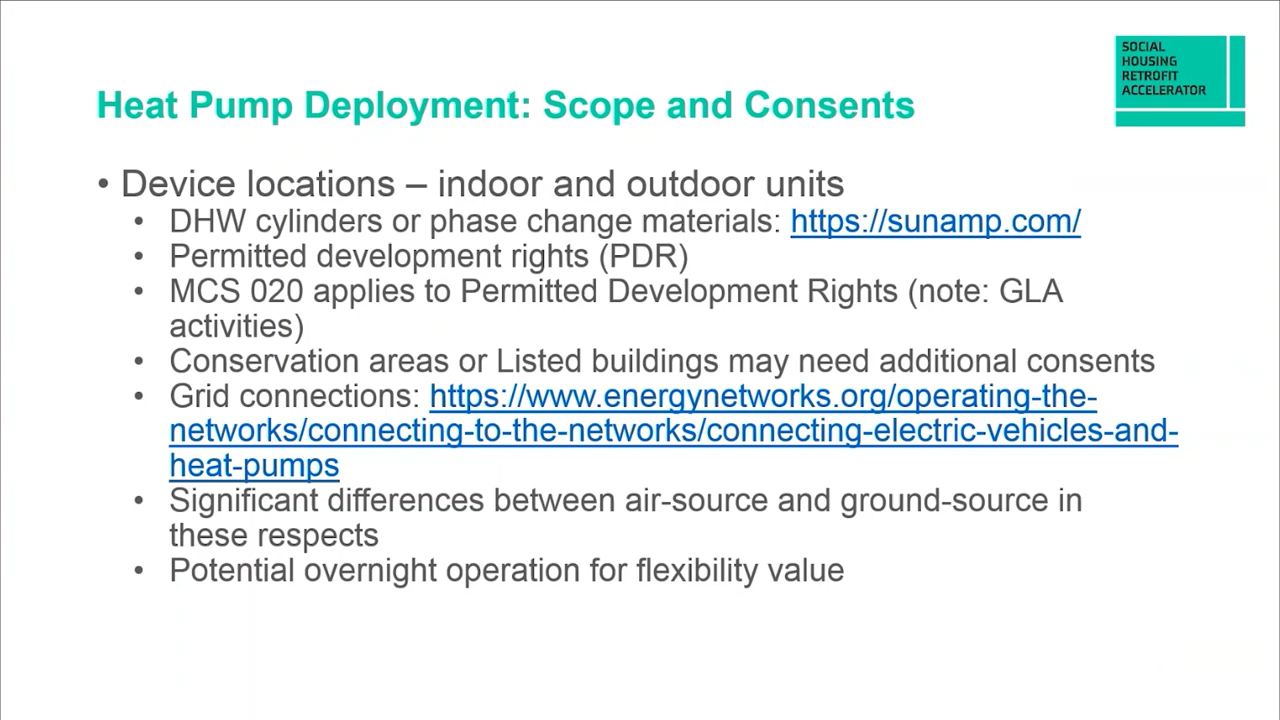 SOCIAL
HOUSING
RETROFIT
ACCELERATOR
Heat Pump Deployment: Scope and Consents
• Device locations – indoor and outdoor units
• DHW cylinders or phase change materials: https://sunamp.com/
• Permitted development rights (PDR)
• MCS 020 applies to Permitted Development Rights (note: GLA
activities)
• Conservation areas or Listed buildings may need additional consents
• Grid connections: https://www.energynetworks.org/operating-the-
networks/connecting-to-the-networks/connecting-electric-vehicles-and-
heat-pumps
• Significant differences between air-source and ground-source in
these respects
• Potential overnight operation for flexibility value